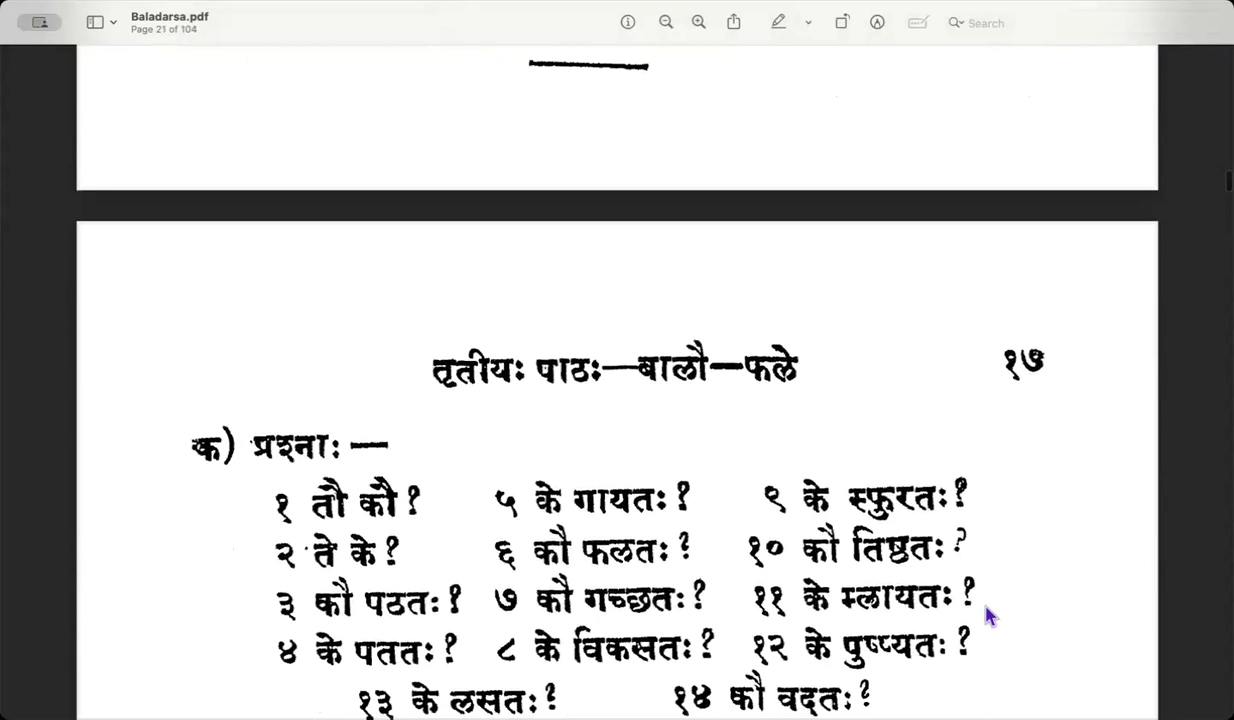 Baladarsa.pdf
Page 21 of 104
Search
तृतीयः पाठः—बालौ—फले १७
क) प्रश्नाः —
१ तौ कौ? ५ के गायतः? ९ के स्फुरतः?
२ ते के? ६ कौ फलतः? १० कौ तिष्ठतः?
३ कौ पठतः? ७ कौ गच्छतः? ११ के म्लायतः?
४ के पततः? ८ के विकसतः? १२ के पुष्प्यतः?
१३ के लसतः? १४ कौ वदतः?